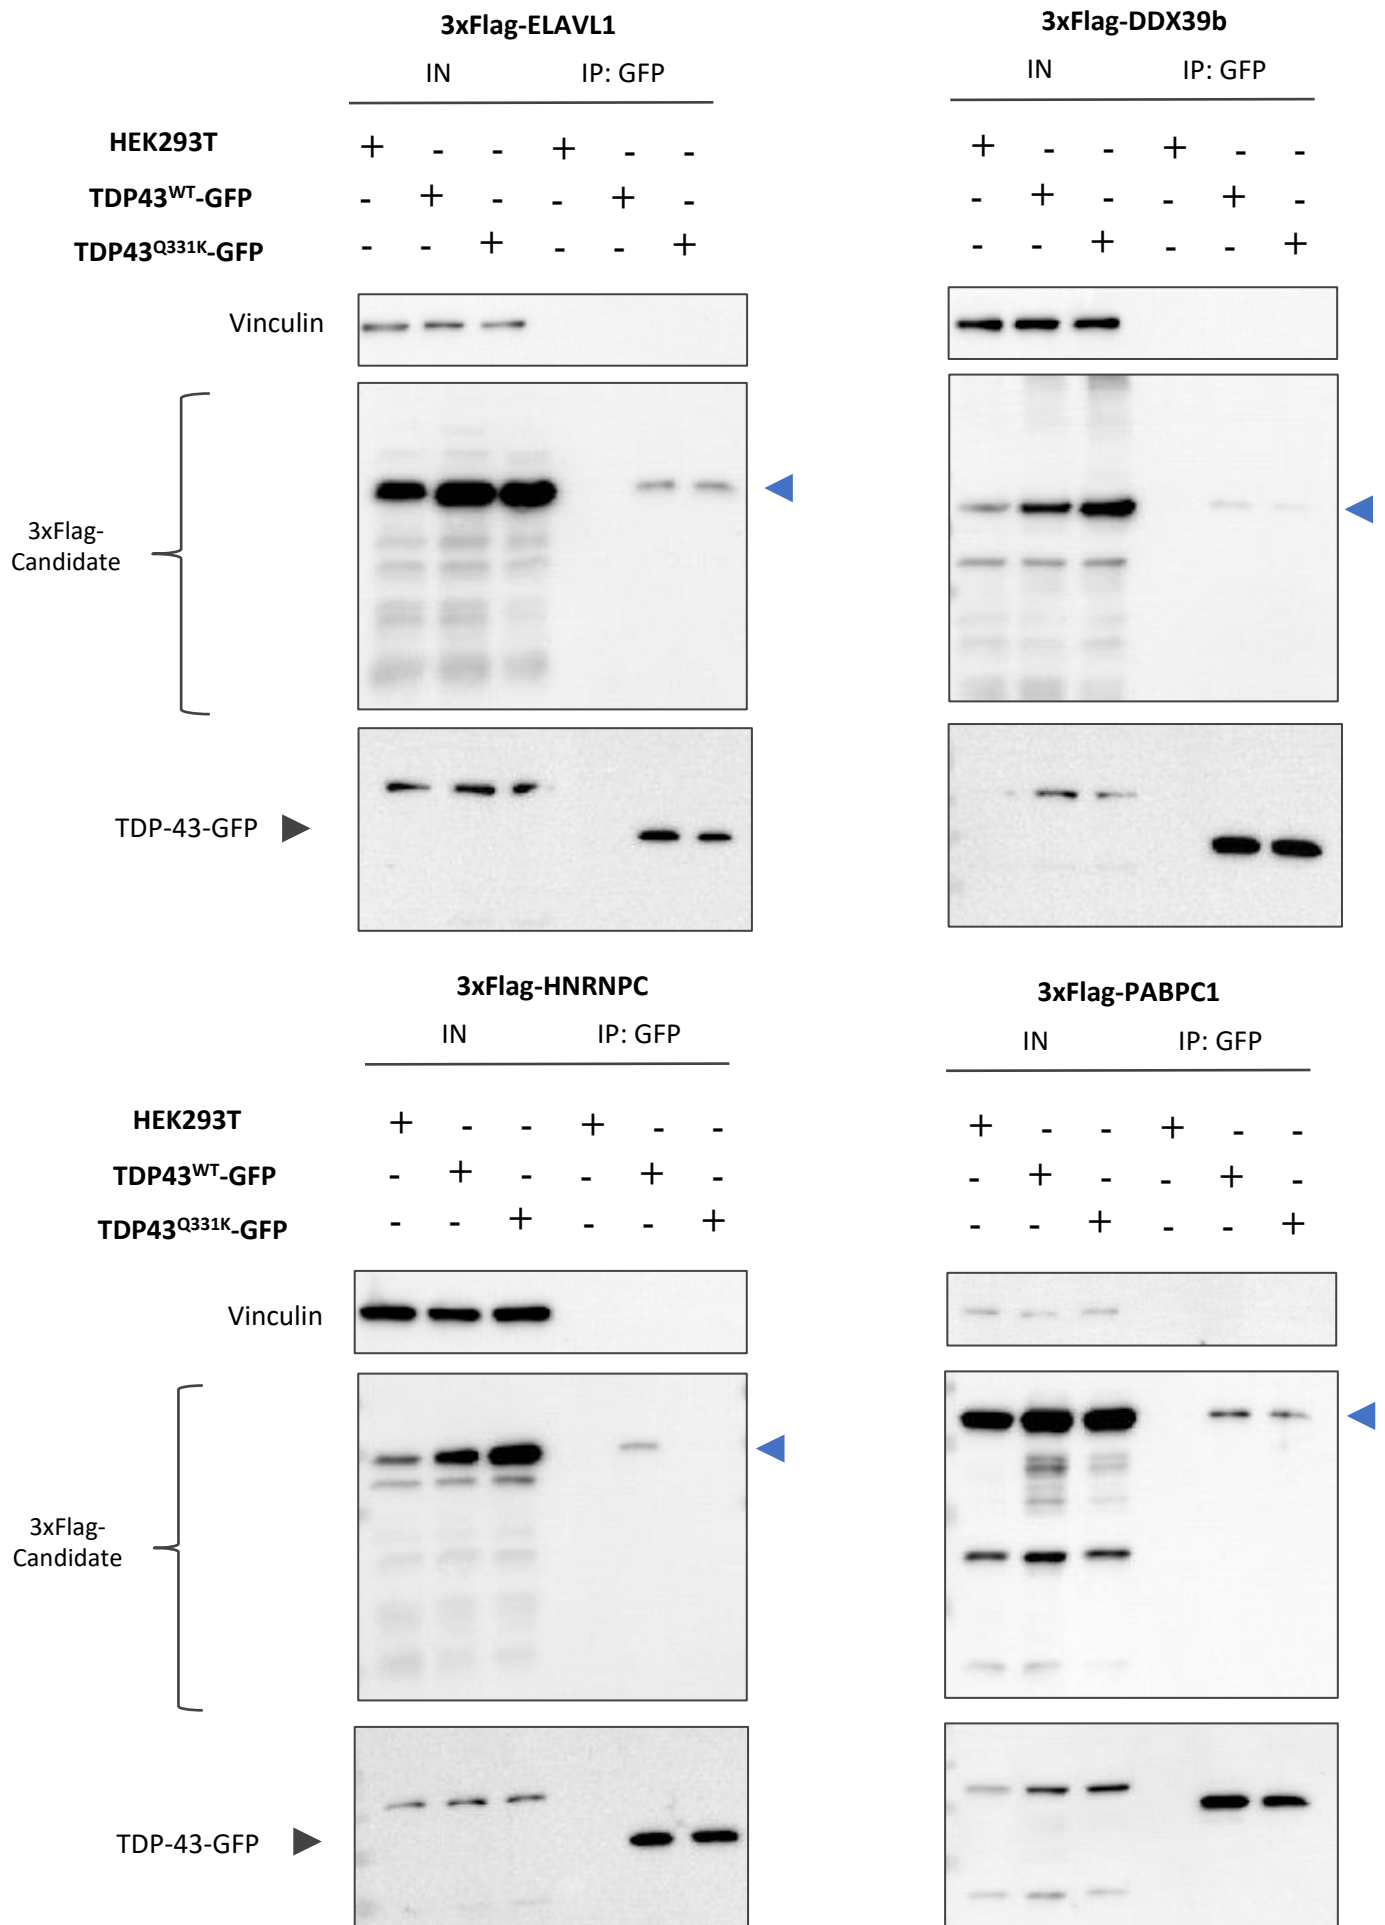 3xFlag-ELAVL1
IN IP: GFP
HEK293T + - - + - -
TDP43WT-GFP - + - - + -
TDP43Q331K-GFP - - + - - +
Vinculin
3xFlag-
Candidate
TDP-43-GFP
3xFlag-DDX39b
IN IP: GFP
+ - - + - -
- + - - + -
- - + - - +
3xFlag-HNRNPC
IN IP: GFP
HEK293T + - - + - -
TDP43WT-GFP - + - - + -
TDP43Q331K-GFP - - + - - +
Vinculin
3xFlag-
Candidate
TDP-43-GFP
3xFlag-PABPC1
IN IP: GFP
+ - - + - -
- + - - + -
- - + - - +